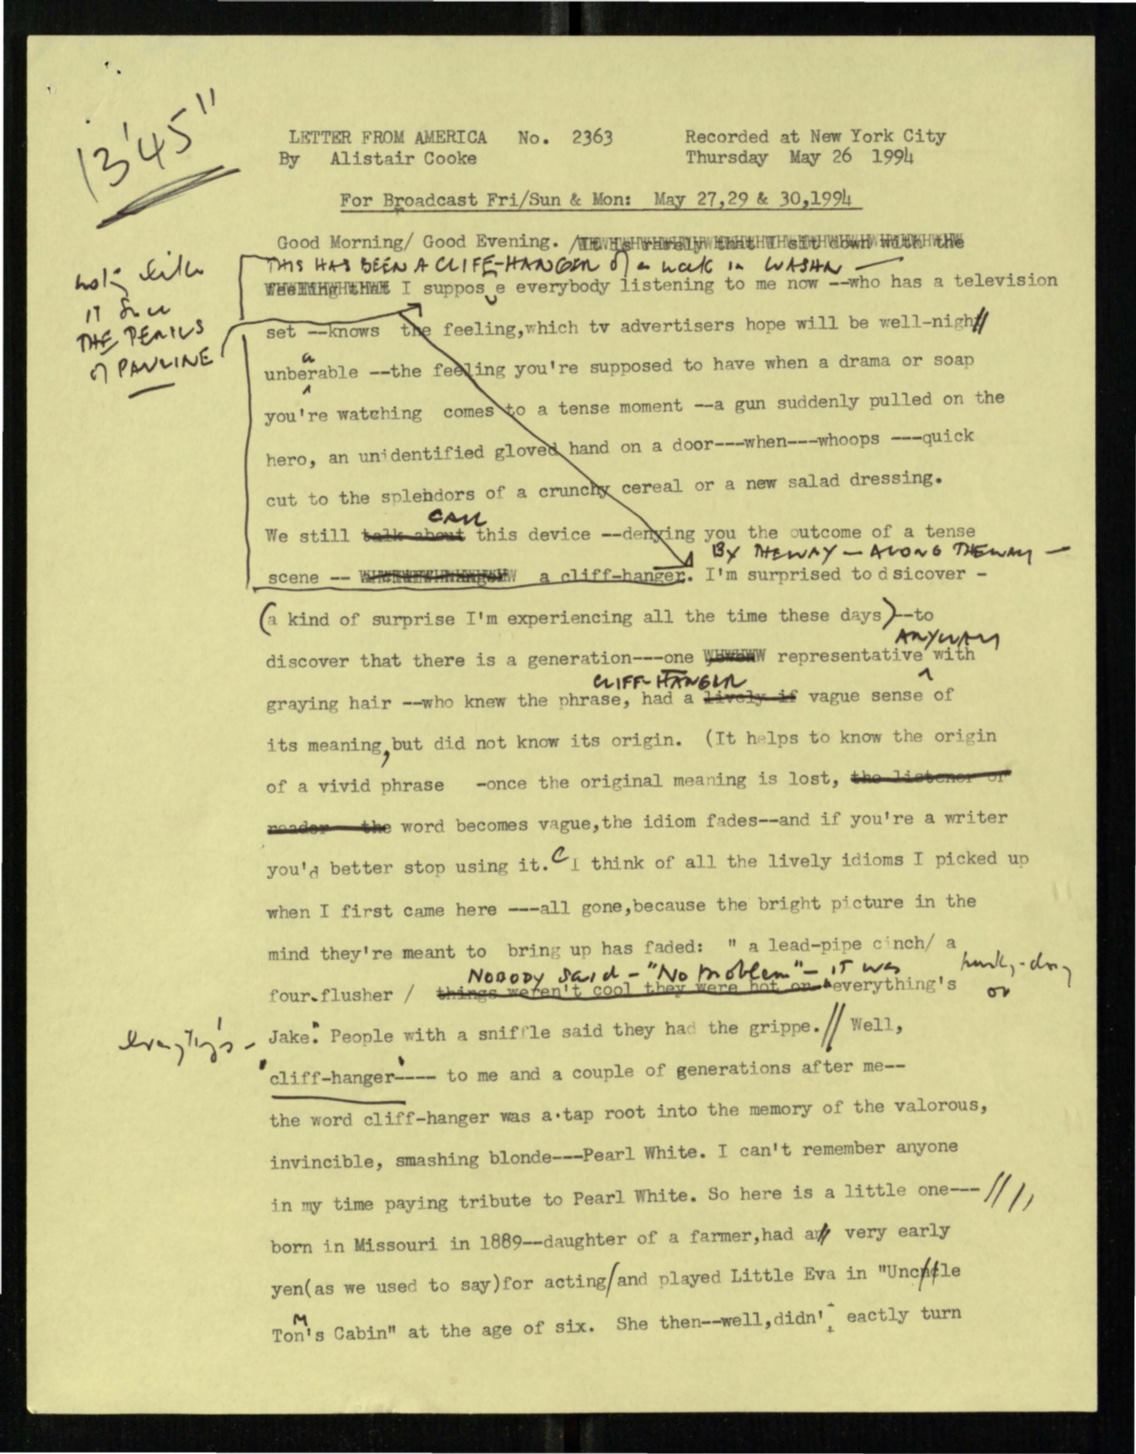 13'45"
LETTER FROM AMERICA No. 2363 Recorded at New York City
By Alistair Cooke Thursday May 26 1994
For Broadcast Fri/Sun & Mon: May 27,29 & 30,1994
Good Morning/ Good Evening. /It is rarely that I sit down with the
THIS HAS BEEN A CLIFF-HANGER of a week in WASHN —
I suppose everybody listening to me now --who has a television
it since
THE PERILS
of PAULINE
set --knows the feeling,which tv advertisers hope will be well-nigh
unberable --the feeling you're supposed to have when a drama or soap
a
you're watching comes to a tense moment --a gun suddenly pulled on the
hero, an unidentified gloved hand on a door---when---whoops ---quick
cut to the splendors of a crunchy cereal or a new salad dressing.
CALL
We still talk about this device --denying you the outcome of a tense
BY THE WAY — ALONG THE WAY —
scene -- a cliff-hanger. I'm surprised to d sicover -
(a kind of surprise I'm experiencing all the time these days)--to
ANYWAY
discover that there is a generation---one representative with
CLIFF-HANGER
graying hair --who knew the phrase, had a lively if vague sense of
its meaning,but did not know its origin. (It helps to know the origin
of a vivid phrase -once the original meaning is lost, the listener or
reader the word becomes vague,the idiom fades--and if you're a writer
you'd better stop using it. I think of all the lively idioms I picked up
when I first came here ---all gone,because the bright picture in the
mind they're meant to bring up has faded: " a lead-pipe cinch/ a
NOBODY said - "No problem" - it was hunky-dory
four-flusher / things weren't cool they were hot or everything's or
everything's - Jake". People with a sniffle said they had the grippe.// Well,
'cliff-hanger'---- to me and a couple of generations after me--
the word cliff-hanger was a tap root into the memory of the valorous,
invincible, smashing blonde---Pearl White. I can't remember anyone
in my time paying tribute to Pearl White. So here is a little one---
born in Missouri in 1889--daughter of a farmer,had a very early
yen(as we used to say)for acting/and played Little Eva in "Uncle
M
Ton's Cabin" at the age of six. She then--well,didn't eactly turn